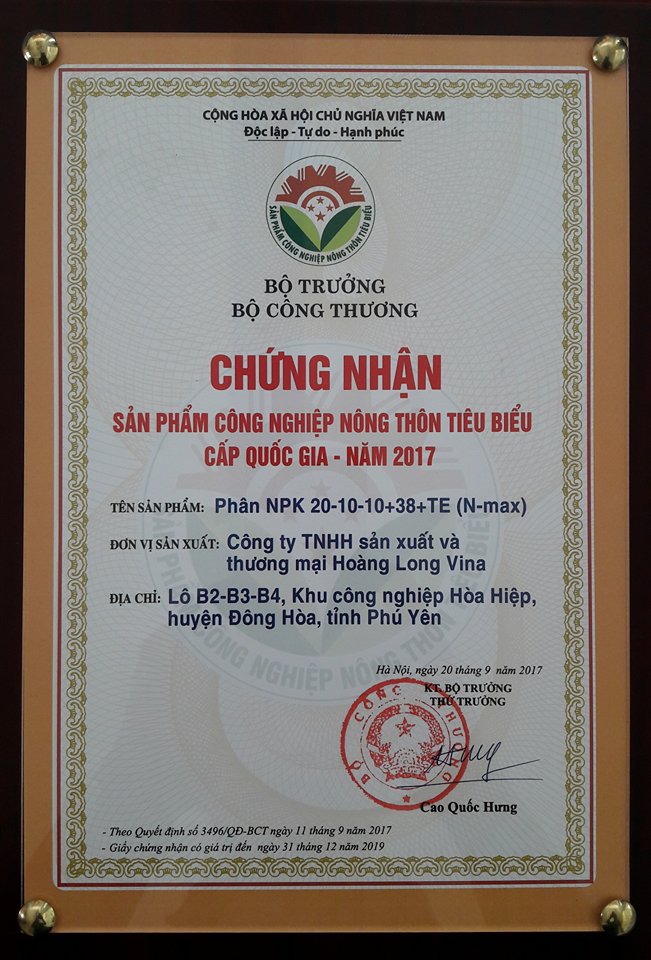 CỘNG HÒA XÃ HỘI CHỦ NGHĨA VIỆT NAM
Độc lập - Tự do - Hạnh phúc
SẢN PHẨM CÔNG NGHIỆP NÔNG THÔN TIÊU BIỂU
BỘ TRƯỞNG
BỘ CÔNG THƯƠNG
CHỨNG NHẬN
SẢN PHẨM CÔNG NGHIỆP NÔNG THÔN TIÊU BIỂU
CẤP QUỐC GIA - NĂM 2017
TÊN SẢN PHẨM: Phân NPK 20-10-10+38+TE (N-max)
ĐƠN VỊ SẢN XUẤT: Công ty TNHH sản xuất và
thương mại Hoàng Long Vina
ĐỊA CHỈ: Lô B2-B3-B4, Khu công nghiệp Hòa Hiệp,
huyện Đông Hòa, tỉnh Phú Yên
Hà Nội, ngày 20 tháng 9 năm 2017
KT. BỘ TRƯỞNG
THỨ TRƯỞNG
BỘ CÔNG THƯƠNG
Cao Quốc Hưng
- Theo Quyết định số 3496/QĐ-BCT ngày 11 tháng 9 năm 2017
- Giấy chứng nhận có giá trị đến ngày 31 tháng 12 năm 2019